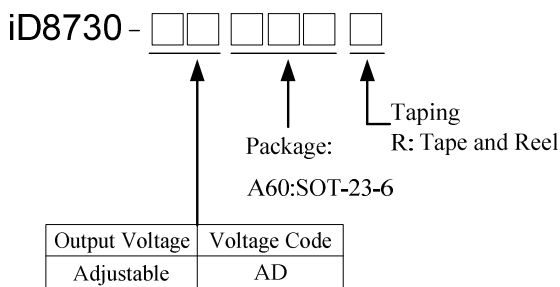 iD8730-□□ □□□ □
Taping
R: Tape and Reel
Package:
A60:SOT-23-6
Output Voltage Voltage Code
Adjustable AD